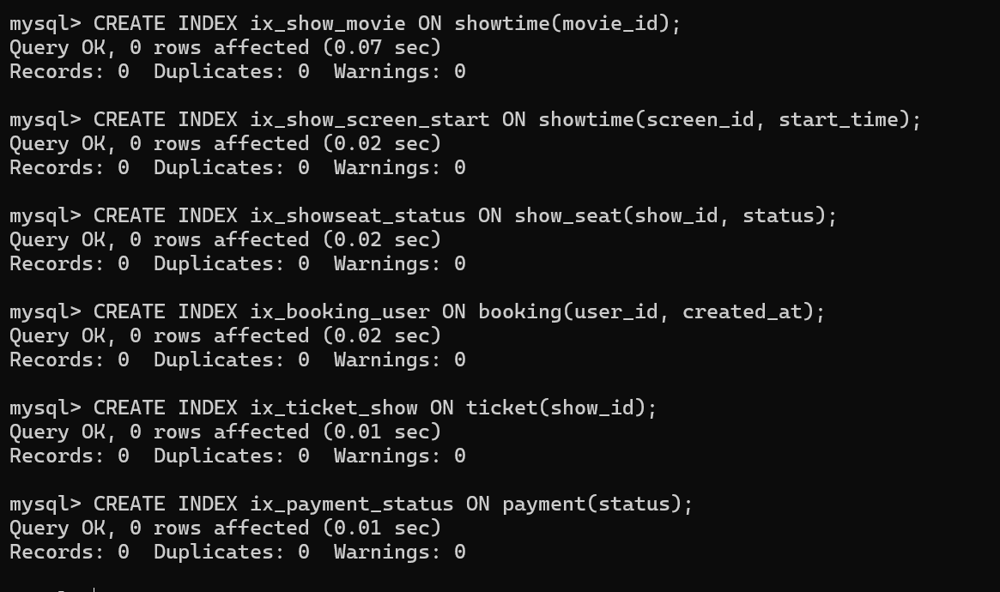 mysql> CREATE INDEX ix_show_movie ON showtime(movie_id);
Query OK, 0 rows affected (0.07 sec)
Records: 0  Duplicates: 0  Warnings: 0

mysql> CREATE INDEX ix_show_screen_start ON showtime(screen_id, start_time);
Query OK, 0 rows affected (0.02 sec)
Records: 0  Duplicates: 0  Warnings: 0

mysql> CREATE INDEX ix_showseat_status ON show_seat(show_id, status);
Query OK, 0 rows affected (0.02 sec)
Records: 0  Duplicates: 0  Warnings: 0

mysql> CREATE INDEX ix_booking_user ON booking(user_id, created_at);
Query OK, 0 rows affected (0.02 sec)
Records: 0  Duplicates: 0  Warnings: 0

mysql> CREATE INDEX ix_ticket_show ON ticket(show_id);
Query OK, 0 rows affected (0.01 sec)
Records: 0  Duplicates: 0  Warnings: 0

mysql> CREATE INDEX ix_payment_status ON payment(status);
Query OK, 0 rows affected (0.01 sec)
Records: 0  Duplicates: 0  Warnings: 0